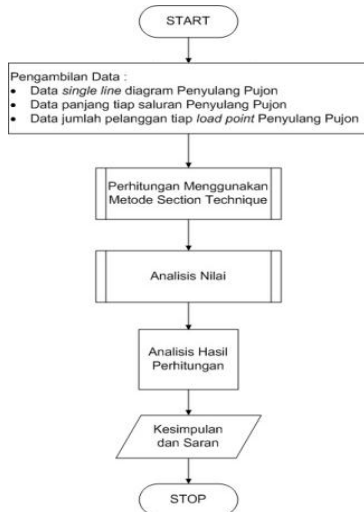 START
Pengambilan Data :
• Data single line diagram Penyulang Pujon
• Data panjang tiap saluran Penyulang Pujon
• Data jumlah pelanggan tiap load point Penyulang Pujon
Perhitungan Menggunakan
Metode Section Technique
Analisis Nilai
Analisis Hasil
Perhitungan
Kesimpulan
dan Saran
STOP